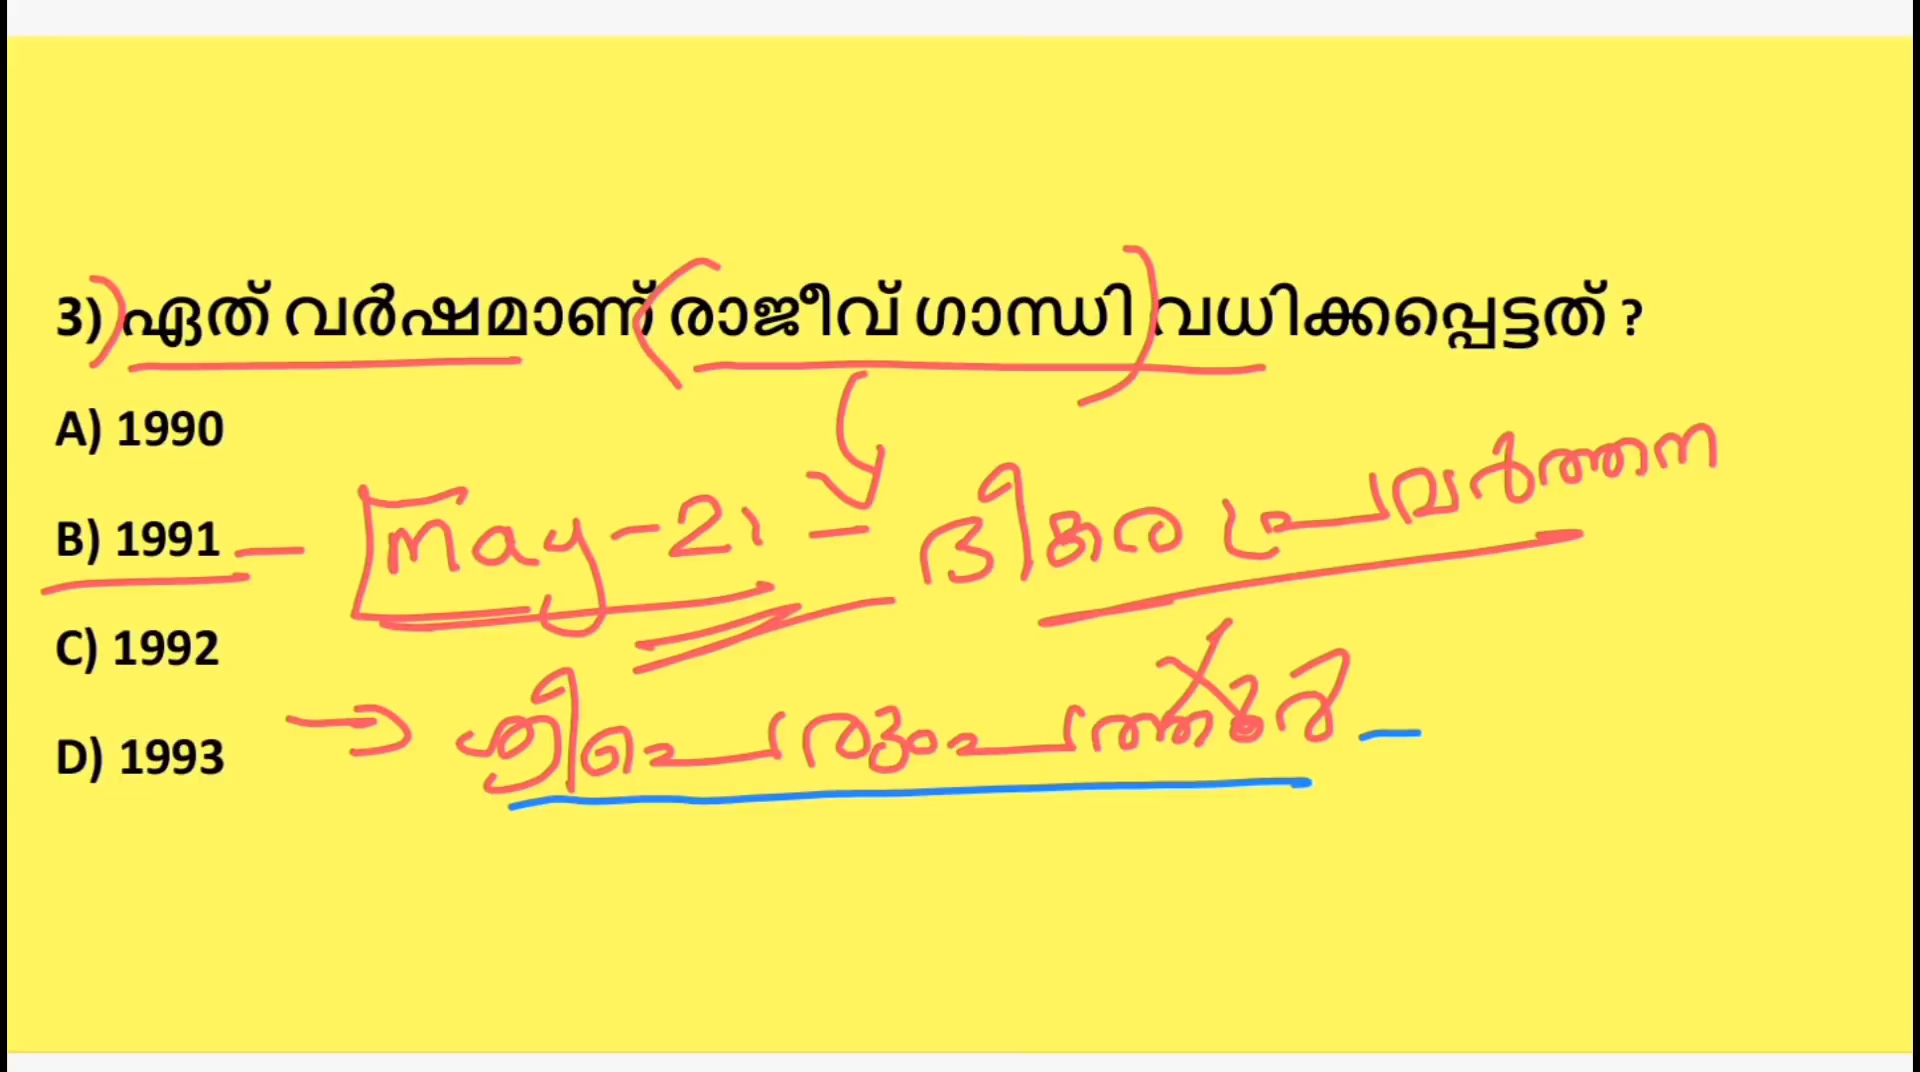 3) ഏത് വർഷമാണ് രാജീവ് ഗാന്ധി വധിക്കപ്പെട്ടത് ?
A) 1990
B) 1991 - May - 21 - ഭീകര പ്രവർത്തന
C) 1992
ശ്രീപെരുംപത്തൂർ -
D) 1993